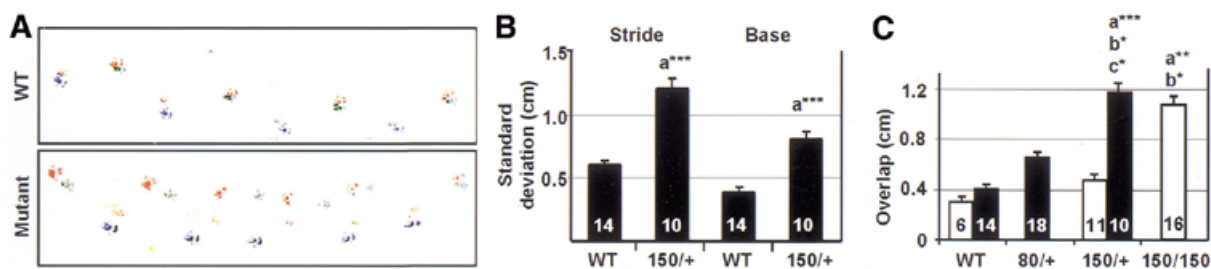 A
WT
Mutant
B
Stride Base
Standard
deviation (cm)
1.5
1.0
0.5
a***
a***
14 10 14 10
WT 150/+ WT 150/+
C
Overlap (cm)
1.2
0.8
0.4
0
a***
b*
c*
a**
b*
6 14 18 11 10 16
WT 80/+ 150/+ 150/150